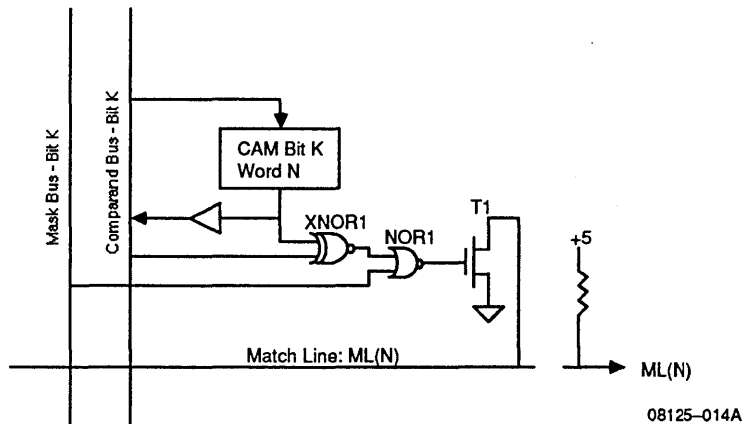 Mask Bus - Bit K
Comparand Bus - Bit K
CAM Bit K
Word N
XNOR1
NOR1
T1
+5
Match Line: ML(N)
ML(N)
08125-014A